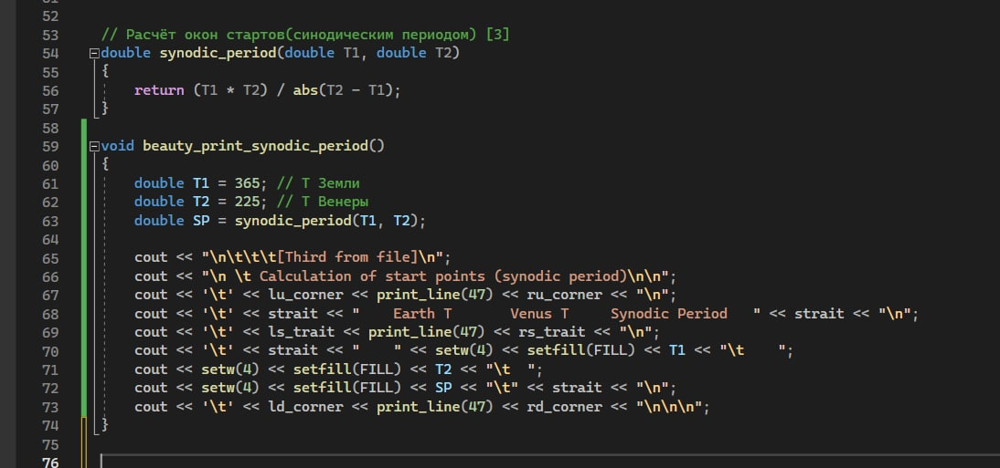 51
52
53 // Расчёт окон стартов(синодическим периодом) [3]
54 double synodic_period(double T1, double T2)
55 {
56 return (T1 * T2) / abs(T2 - T1);
57 }
58
59 void beauty_print_synodic_period()
60 {
61 double T1 = 365; // T Земли
62 double T2 = 225; // T Венеры
63 double SP = synodic_period(T1, T2);
64
65 cout << "\n\t\t\t[Third from file]\n";
66 cout << "\n \t Calculation of start points (synodic period)\n\n";
67 cout << '\t' << lu_corner << print_line(47) << ru_corner << "\n";
68 cout << '\t' << strait << "    Earth T       Venus T     Synodic Period   " << strait << "\n";
69 cout << '\t' << ls_trait << print_line(47) << rs_trait << "\n";
70 cout << '\t' << strait << "    " << setw(4) << setfill(FILL) << T1 << "\t    ";
71 cout << setw(4) << setfill(FILL) << T2 << "\t  ";
72 cout << setw(4) << setfill(FILL) << SP << "\t" << strait << "\n";
73 cout << '\t' << ld_corner << print_line(47) << rd_corner << "\n\n\n";
74 }
75
76